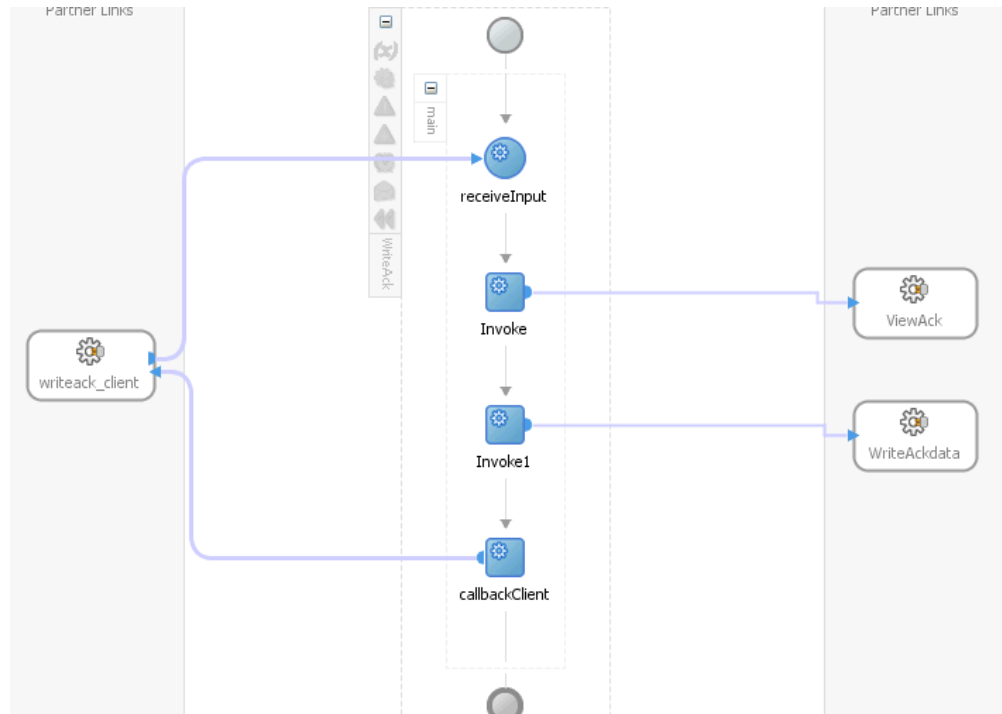 Partner Links
Partner Links
main
receiveInput
WriteAck
Invoke
ViewAck
writeack_client
Invoke1
WriteAckdata
callbackClient